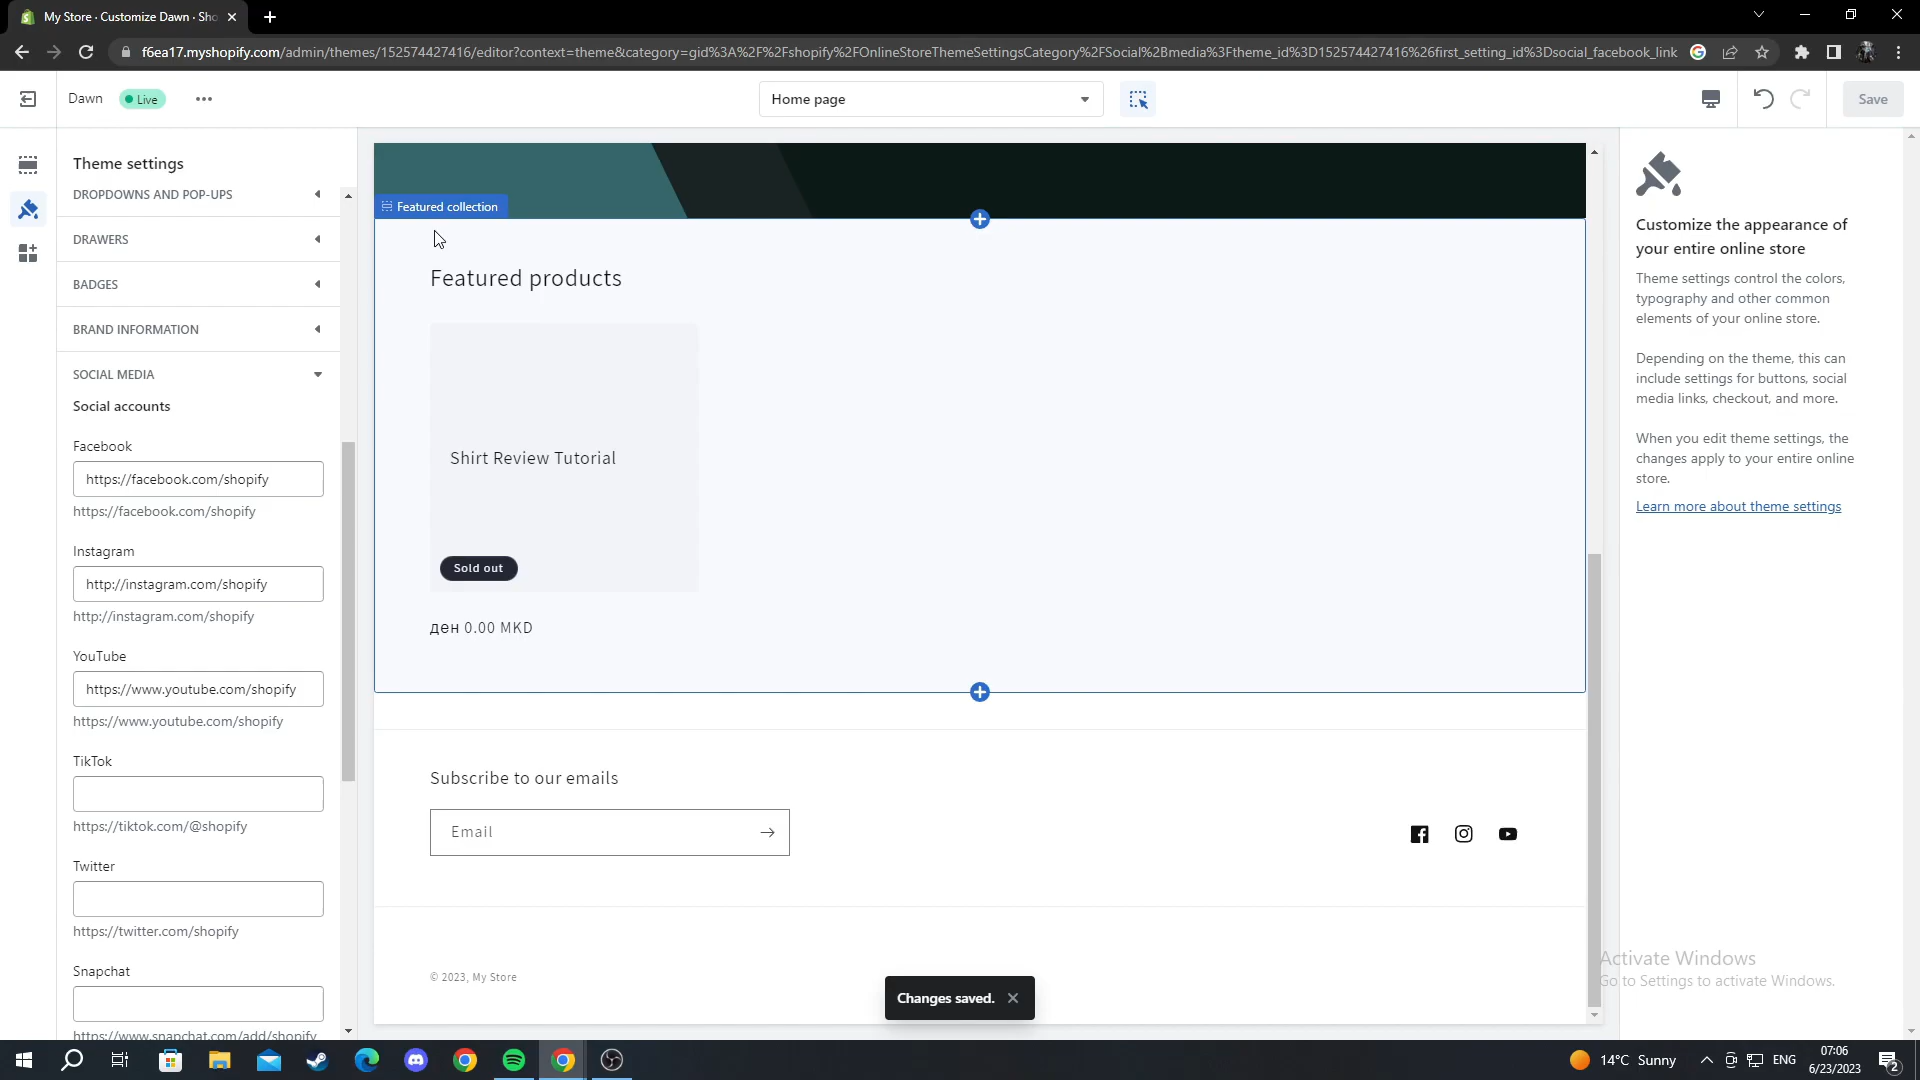 My Store · Customize Dawn · Sho
f6ea17.myshopify.com/admin/themes/152574427416/editor?context=theme&category=gid%3A%2F%2Fshopify%2FOnlineStoreThemeSettingsCategory%2FSocial%2Bmedia%3Ftheme_id%3D152574427416%26first_setting_id%3Dsocial_facebook_link
Dawn
Live
Home page
Save
Theme settings
DROPDOWNS AND POP-UPS
DRAWERS
BADGES
BRAND INFORMATION
SOCIAL MEDIA
Social accounts
Facebook
https://facebook.com/shopify
https://facebook.com/shopify
Instagram
http://instagram.com/shopify
http://instagram.com/shopify
YouTube
https://www.youtube.com/shopify
https://www.youtube.com/shopify
TikTok
https://tiktok.com/@shopify
Twitter
https://twitter.com/shopify
Snapchat
https://www.snapchat.com/add/shopify
Featured collection
Featured products
Shirt Review Tutorial
Sold out
ден 0.00 MKD
Subscribe to our emails
Email
© 2023, My Store
Changes saved.
Customize the appearance of
your entire online store
Theme settings control the colors,
typography and other common
elements of your online store.
Depending on the theme, this can
include settings for buttons, social
media links, checkout, and more.
When you edit theme settings, the
changes apply to your entire online
store.
Learn more about theme settings
Activate Windows
Go to Settings to activate Windows.
14°C Sunny
ENG
07:06
6/23/2023
2